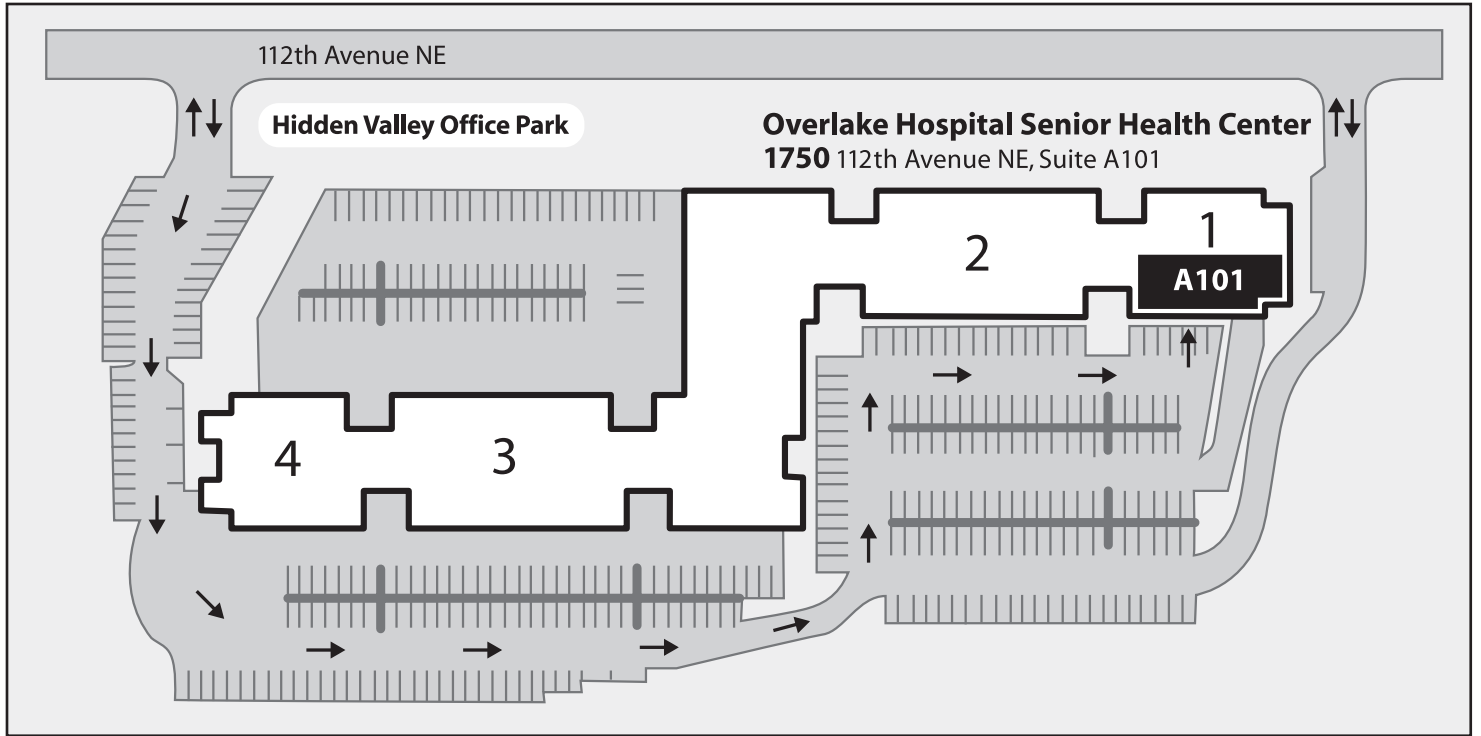 112th Avenue NE
Hidden Valley Office Park
Overlake Hospital Senior Health Center
1750 112th Avenue NE, Suite A101
1
2
A101
3
4